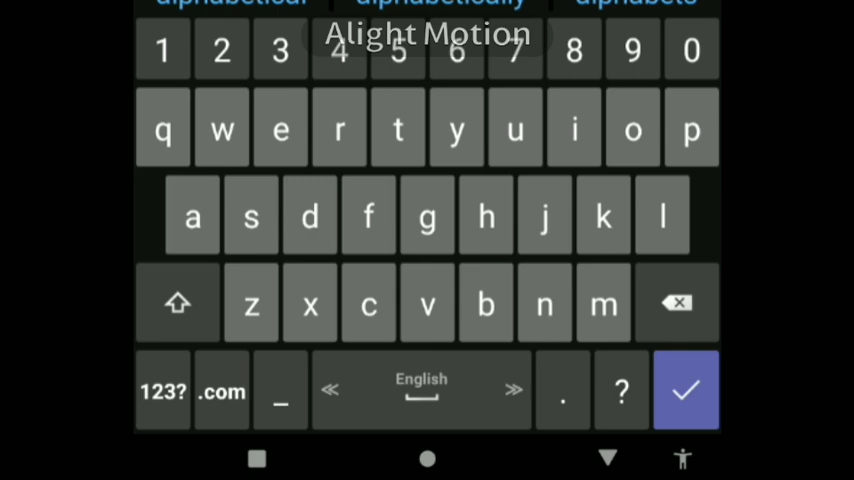 alphabetical alphabetically alphabets
Alight Motion
1 2 3 4 5 6 7 8 9 0
q w e r t y u i o p
a s d f g h j k l
z x c v b n m
English
123? .com _ . ?